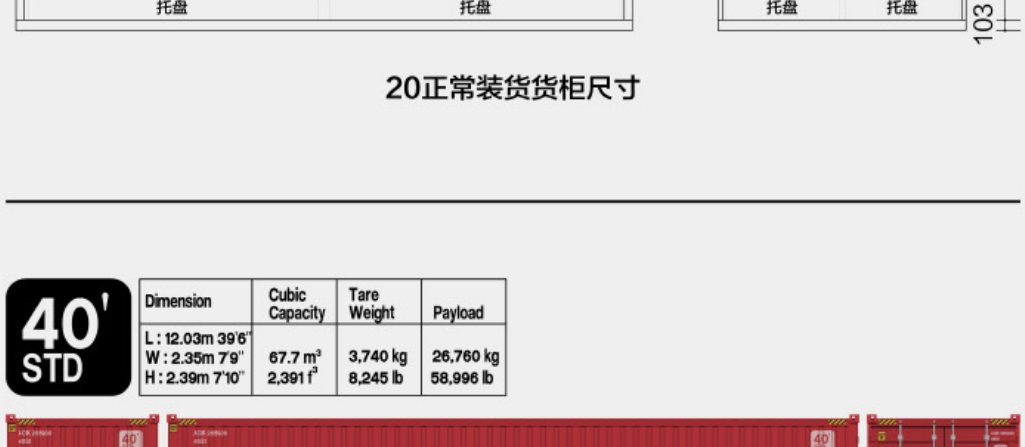 托盘 托盘 托盘 托盘
103
20正常装货货柜尺寸
40'
STD
Dimension Cubic Capacity Tare Weight Payload
L : 12.03m 39'6"
W : 2.35m 7'9" 67.7 m³ 3,740 kg 26,760 kg
H : 2.39m 7'10" 2,391 f³ 8,245 lb 58,996 lb
40' 40'